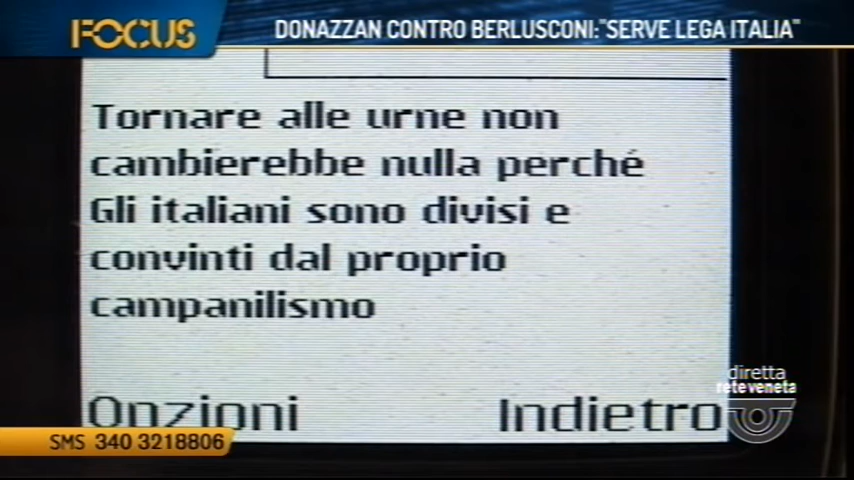 FOCUS
DONAZZAN CONTRO BERLUSCONI:"SERVE LEGA ITALIA"
Tornare alle urne non
cambierebbe nulla perché
Gli italiani sono divisi e
convinti dal proprio
campanilismo
Opzioni
Indietro
diretta
reteveneta
SMS 340 3218806